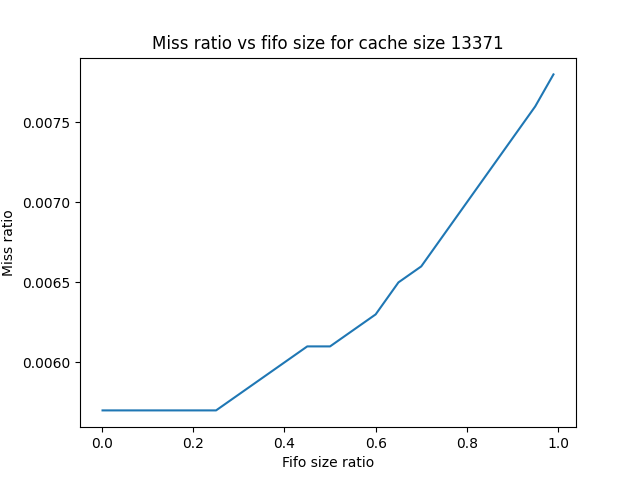 Miss ratio vs fifo size for cache size 13371
Miss ratio
0.0075
0.0070
0.0065
0.0060
0.0 0.2 0.4 0.6 0.8 1.0
Fifo size ratio